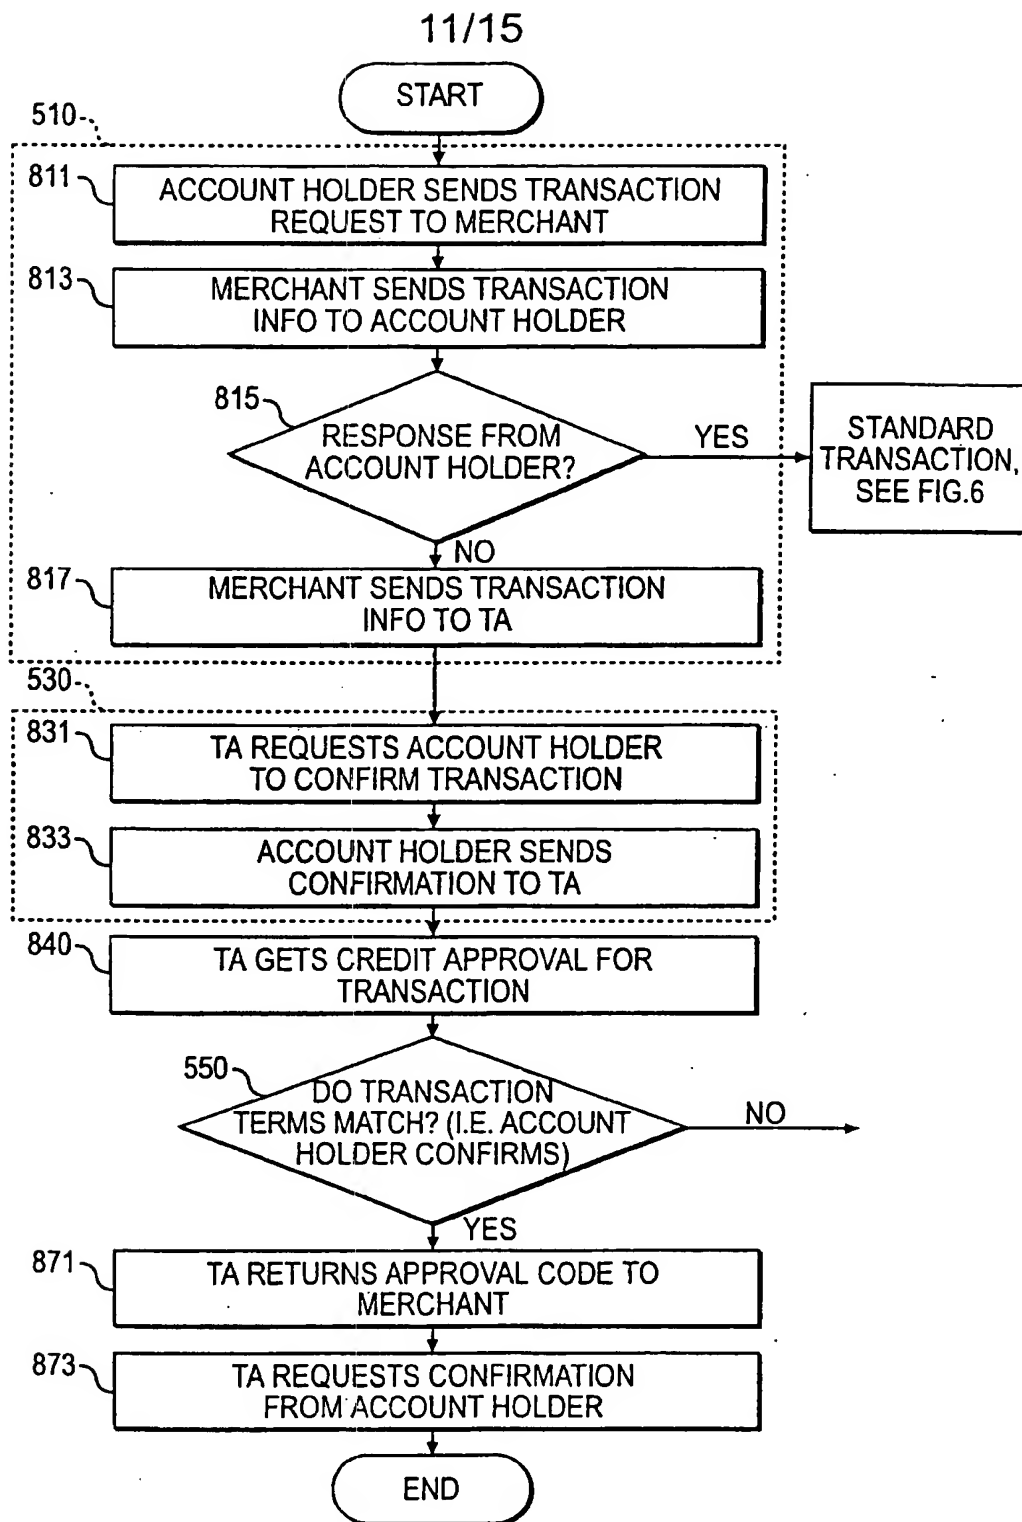 11/15
START
510
811
ACCOUNT HOLDER SENDS TRANSACTION
REQUEST TO MERCHANT
813
MERCHANT SENDS TRANSACTION
INFO TO ACCOUNT HOLDER
815
RESPONSE FROM
ACCOUNT HOLDER?
YES
STANDARD
TRANSACTION,
SEE FIG.6
NO
817
MERCHANT SENDS TRANSACTION
INFO TO TA
530
831
TA REQUESTS ACCOUNT HOLDER
TO CONFIRM TRANSACTION
833
ACCOUNT HOLDER SENDS
CONFIRMATION TO TA
840
TA GETS CREDIT APPROVAL FOR
TRANSACTION
550
DO TRANSACTION
TERMS MATCH? (I.E. ACCOUNT
HOLDER CONFIRMS)
NO
YES
871
TA RETURNS APPROVAL CODE TO
MERCHANT
873
TA REQUESTS CONFIRMATION
FROM ACCOUNT HOLDER
END